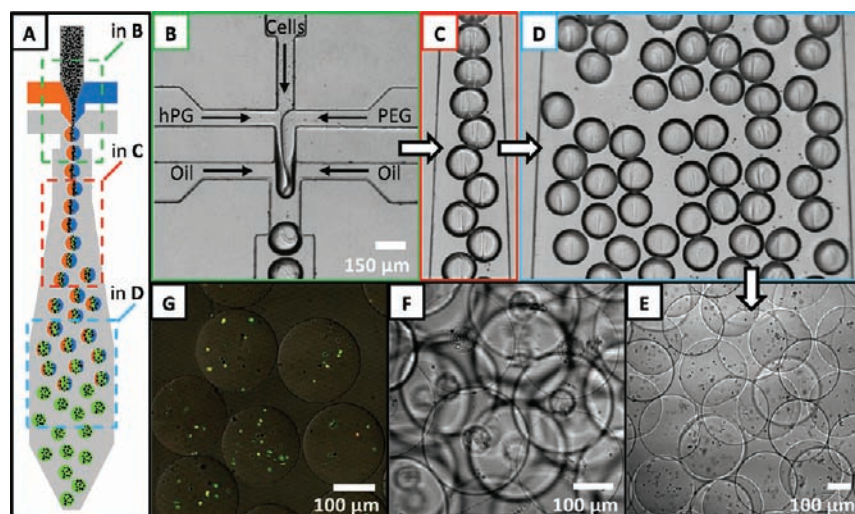 A
in B
in C
in D
B
Cells
hPG
PEG
Oil
Oil
150 µm
C
D
G
100 µm
F
100 µm
E
100 µm